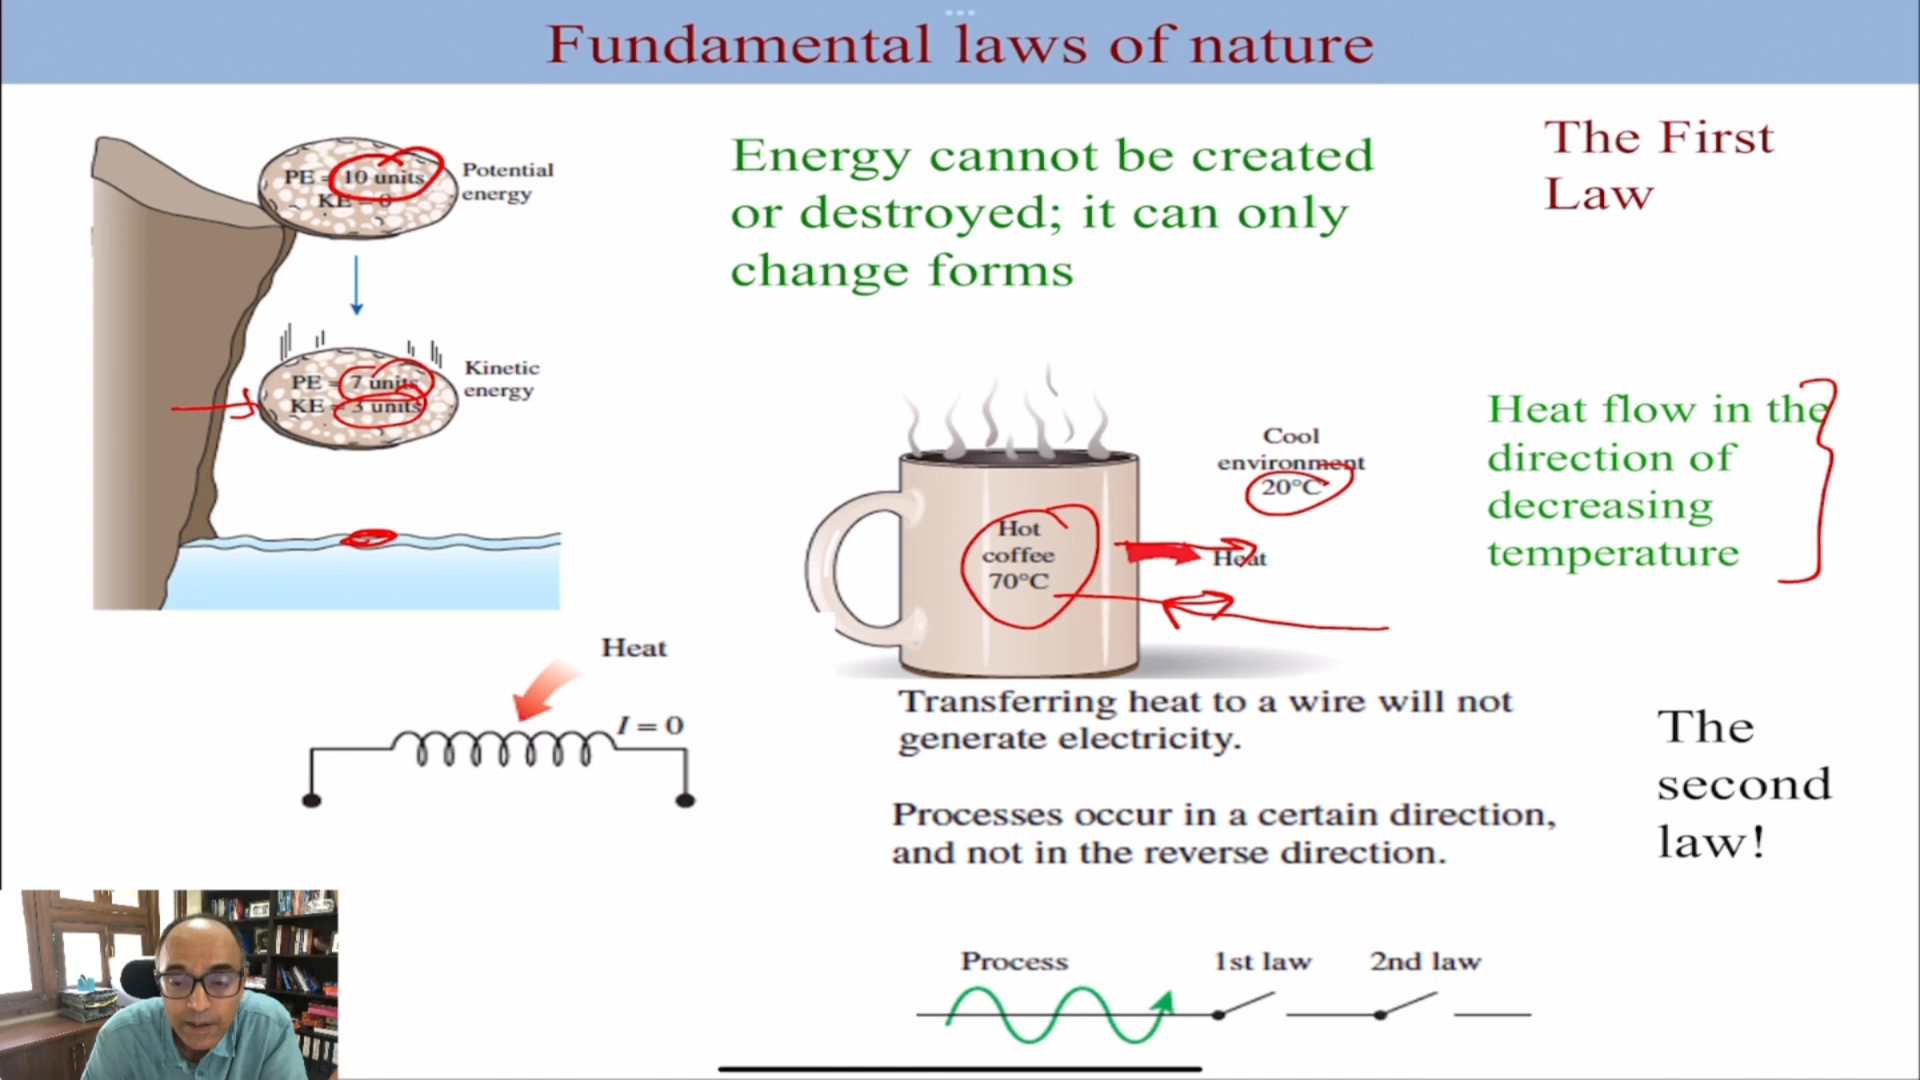 Fundamental laws of nature
PE = 10 units
KE = 0
Potential
energy
PE = 7 units
KE = 3 units
Kinetic
energy
Energy cannot be created
or destroyed; it can only
change forms
The First
Law
Cool
environment
20°C
Hot
coffee
70°C
Heat
Heat flow in the
direction of
decreasing
temperature
Heat
I = 0
Transferring heat to a wire will not
generate electricity.
Processes occur in a certain direction,
and not in the reverse direction.
The
second
law!
Process
1st law
2nd law